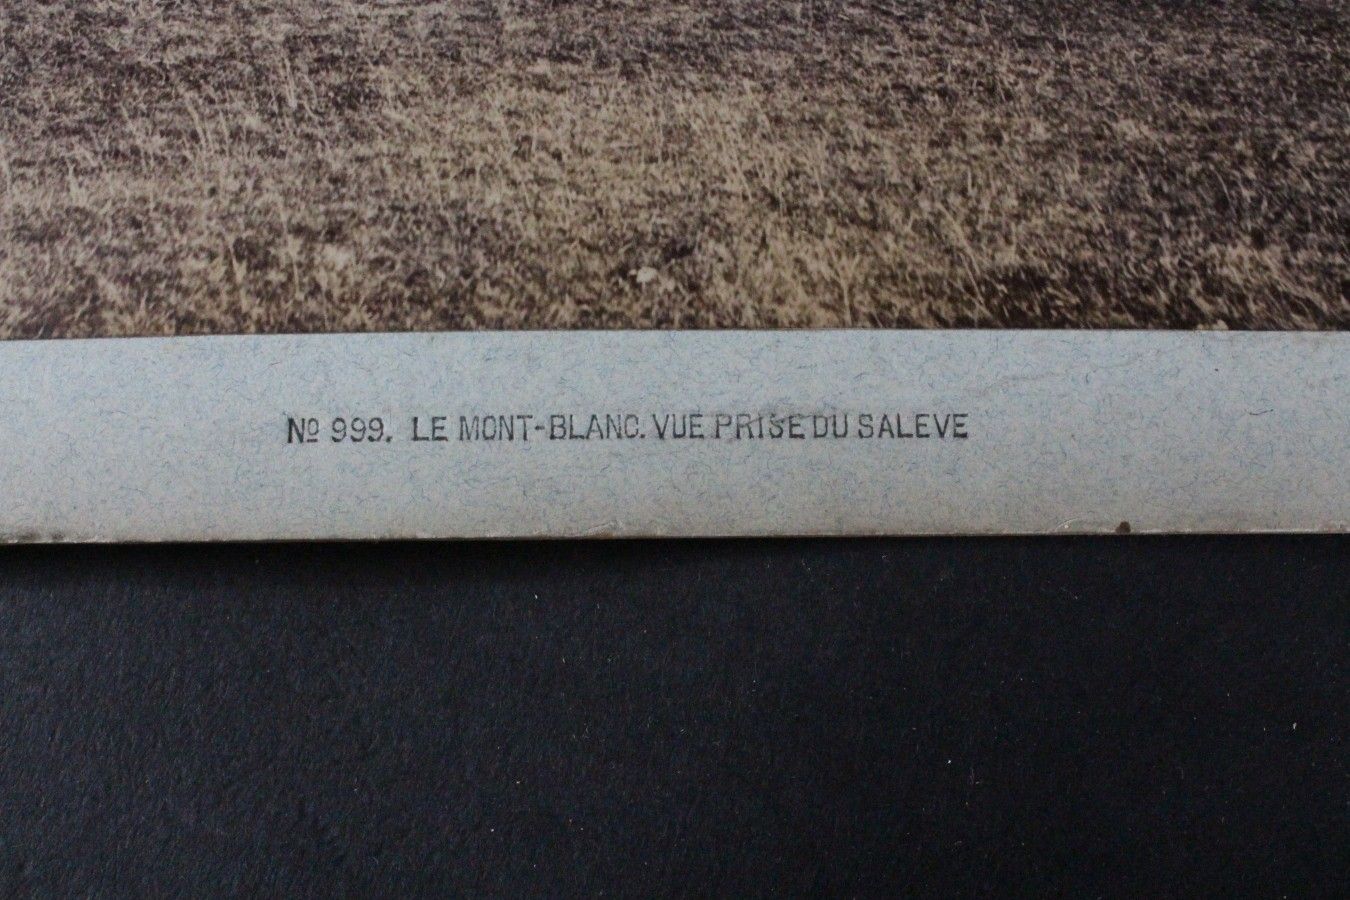 Nº 999. LE MONT-BLANC. VUE PRISE DU SALEVE